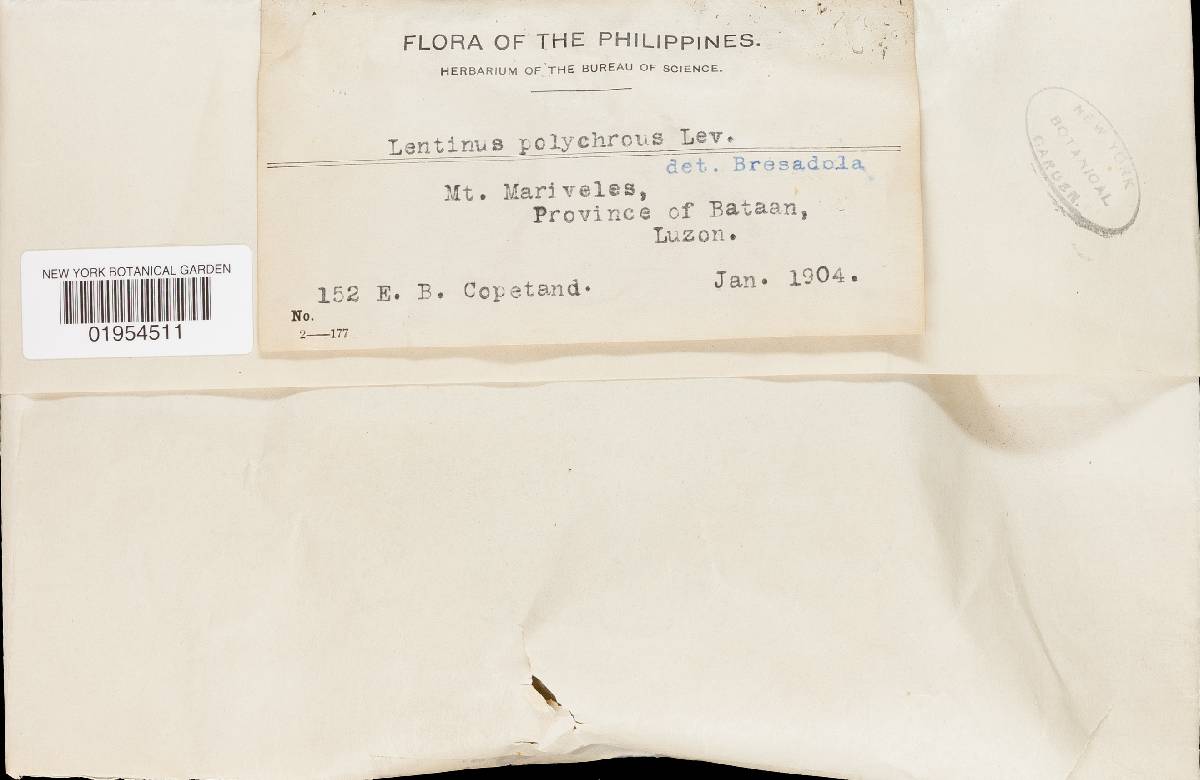 FLORA OF THE PHILIPPINES.
HERBARIUM OF THE BUREAU OF SCIENCE.
Lentinus polychrous Lev.
det. Bresadola
Mt. Mariveles,
Province of Bataan,
Luzon.
152 E. B. Copetand.
Jan. 1904.
No.
2—177
NEW YORK BOTANICAL GARDEN
01954511
NEW YORK
BOTANICAL
GARDEN.